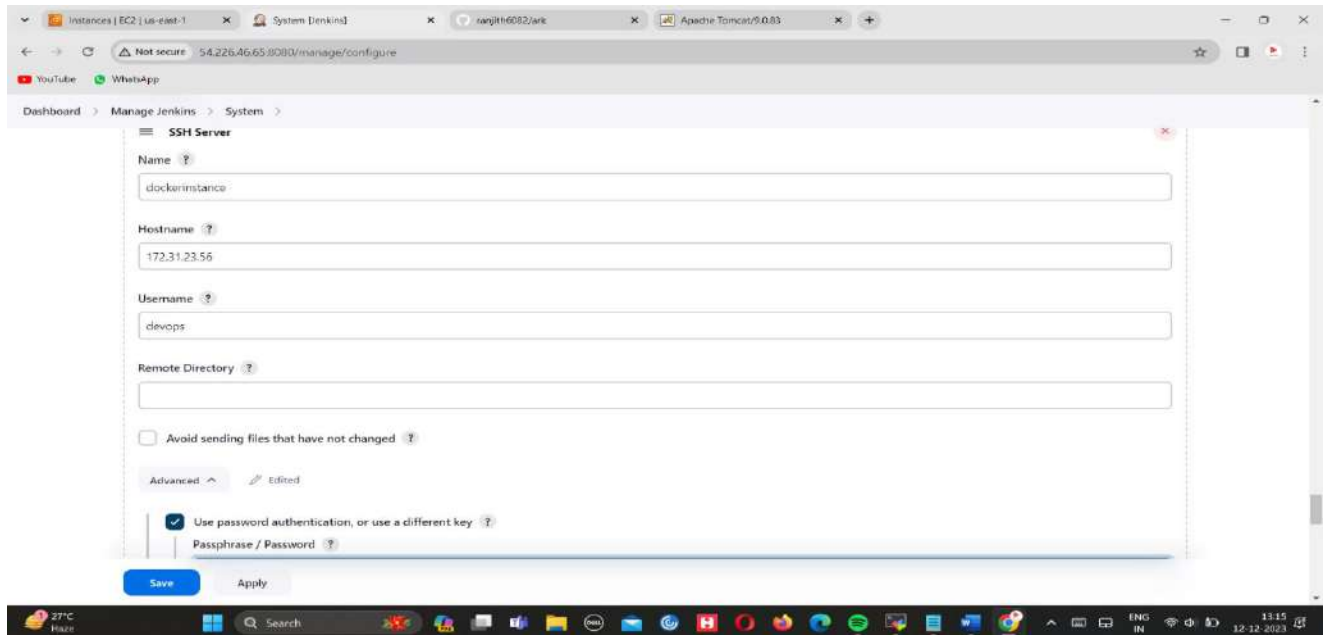 Instances | EC2 | us-east-1
System [Jenkins]
ranjith6082/ark
Apache Tomcat/9.0.83
Not secure 54.226.46.65:8080/manage/configure
YouTube WhatsApp
Dashboard > Manage Jenkins > System >
SSH Server
Name ?
dockerinstance
Hostname ?
172.31.23.56
Username ?
devops
Remote Directory ?
Avoid sending files that have not changed ?
Advanced Edited
Use password authentication, or use a different key ?
Passphrase / Password ?
Save Apply
Search
ENG
IN
13:15
12-12-2023
Haze